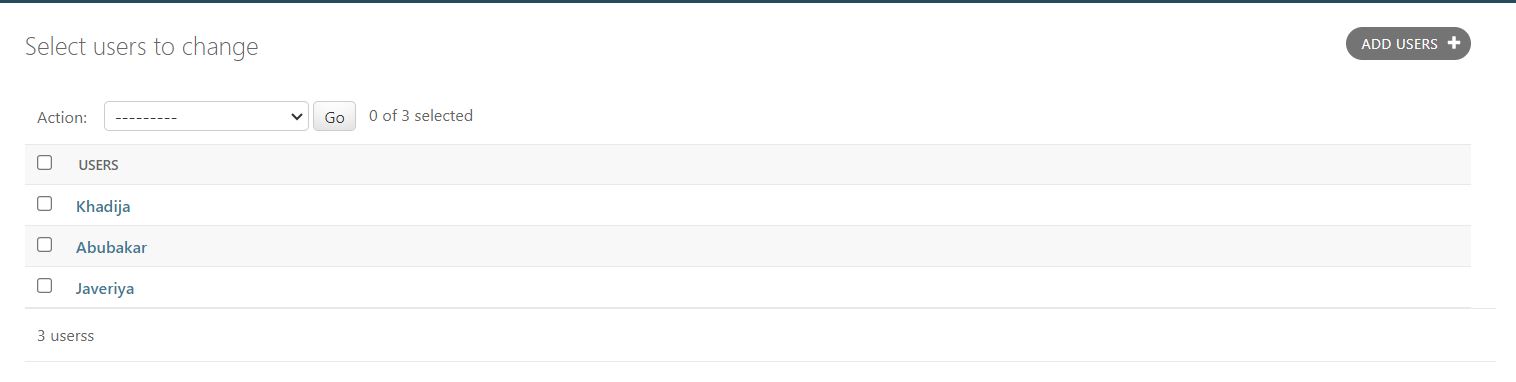 Select users to change
ADD USERS +
Action: --------- Go 0 of 3 selected
USERS
Khadija
Abubakar
Javeriya
3 userss